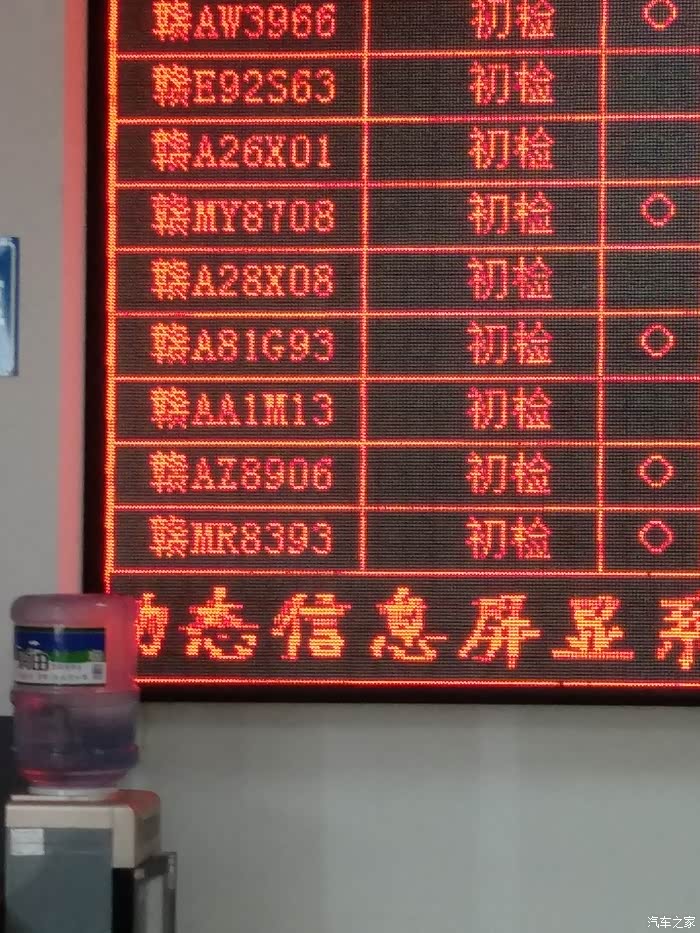 赣AW3966 初检 ○
赣E92S63 初检
赣A26X01 初检
赣MY8708 初检 ○
赣A28X08 初检
赣A81G93 初检 ○
赣AA1M13 初检
赣AZ8906 初检 ○
赣MR8393 初检 ○
动态信息屏显系
汽车之家